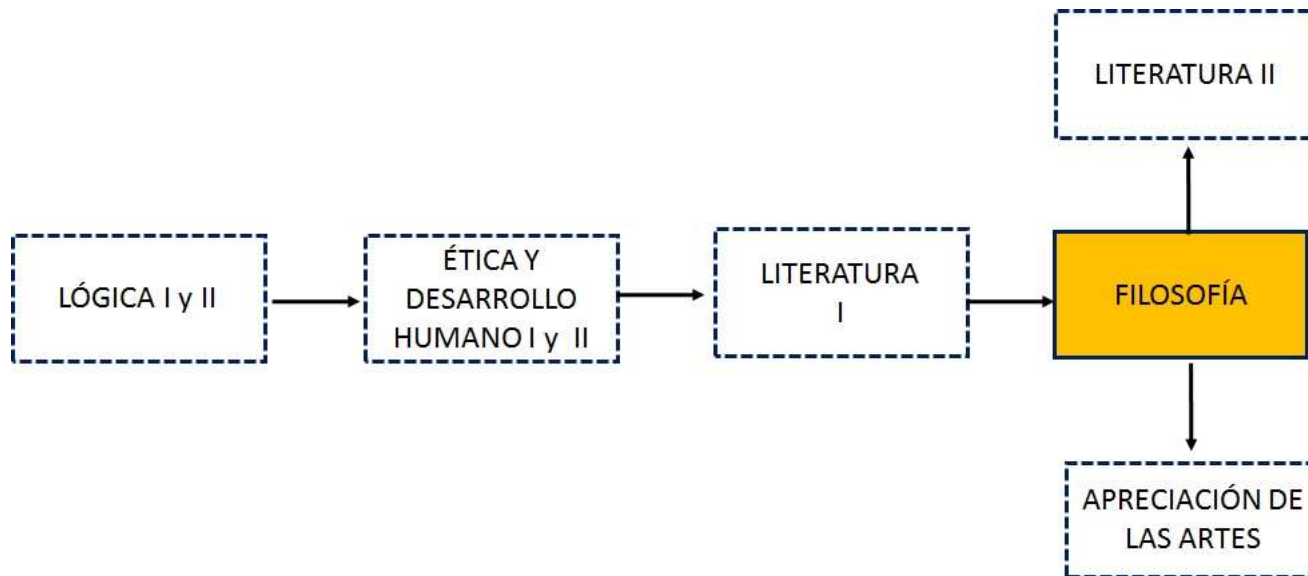 LITERATURA II
LÓGICA I y II
ÉTICA Y
DESARROLLO
HUMANO I y II
LITERATURA
I
FILOSOFÍA
APRECIACIÓN DE
LAS ARTES